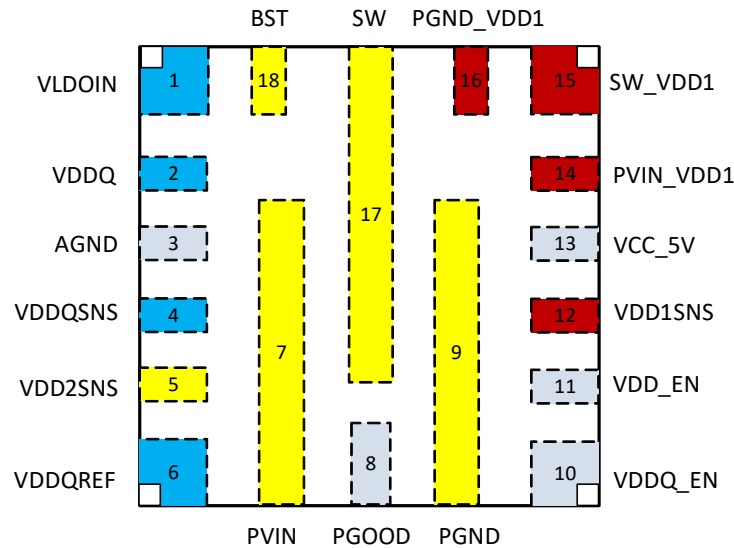 BST SW PGND_VDD1
VLDOIN 1 18 16 15 SW_VDD1
VDDQ 2 14 PVIN_VDD1
17
AGND 3 13 VCC_5V
VDDQSNS 4 12 VDD1SNS
7 9
VDD2SNS 5 11 VDD_EN
8
VDDQREF 6 10 VDDQ_EN
PVIN PGOOD PGND